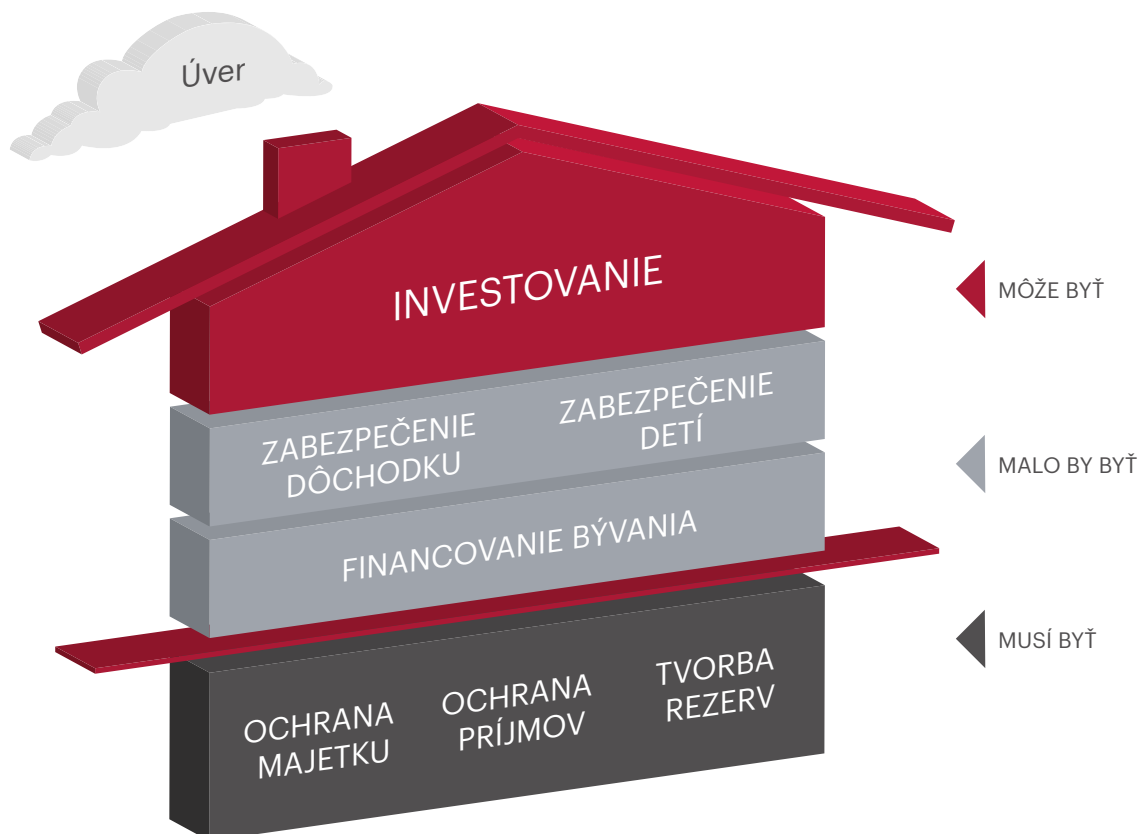 Úver
INVESTOVANIE
MÔŽE BYŤ
ZABEZPEČENIE
DÔCHODKU
ZABEZPEČENIE
DETÍ
MALO BY BYŤ
FINANCOVANIE BÝVANIA
MUSÍ BYŤ
OCHRANA
MAJETKU
OCHRANA
PRÍJMOV
TVORBA
REZERV